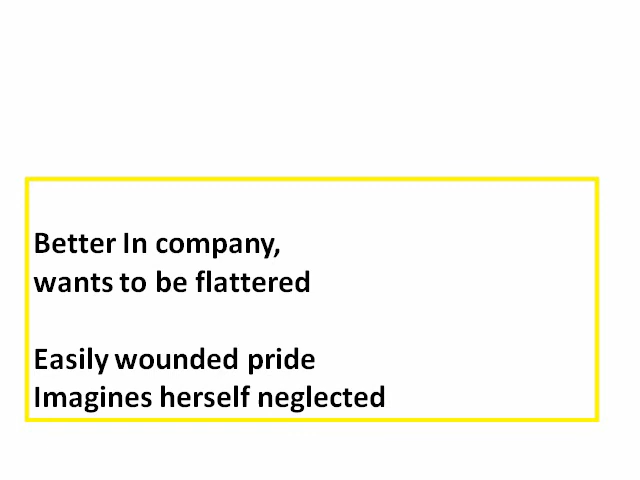 Better In company,
wants to be flattered
Easily wounded pride
Imagines herself neglected